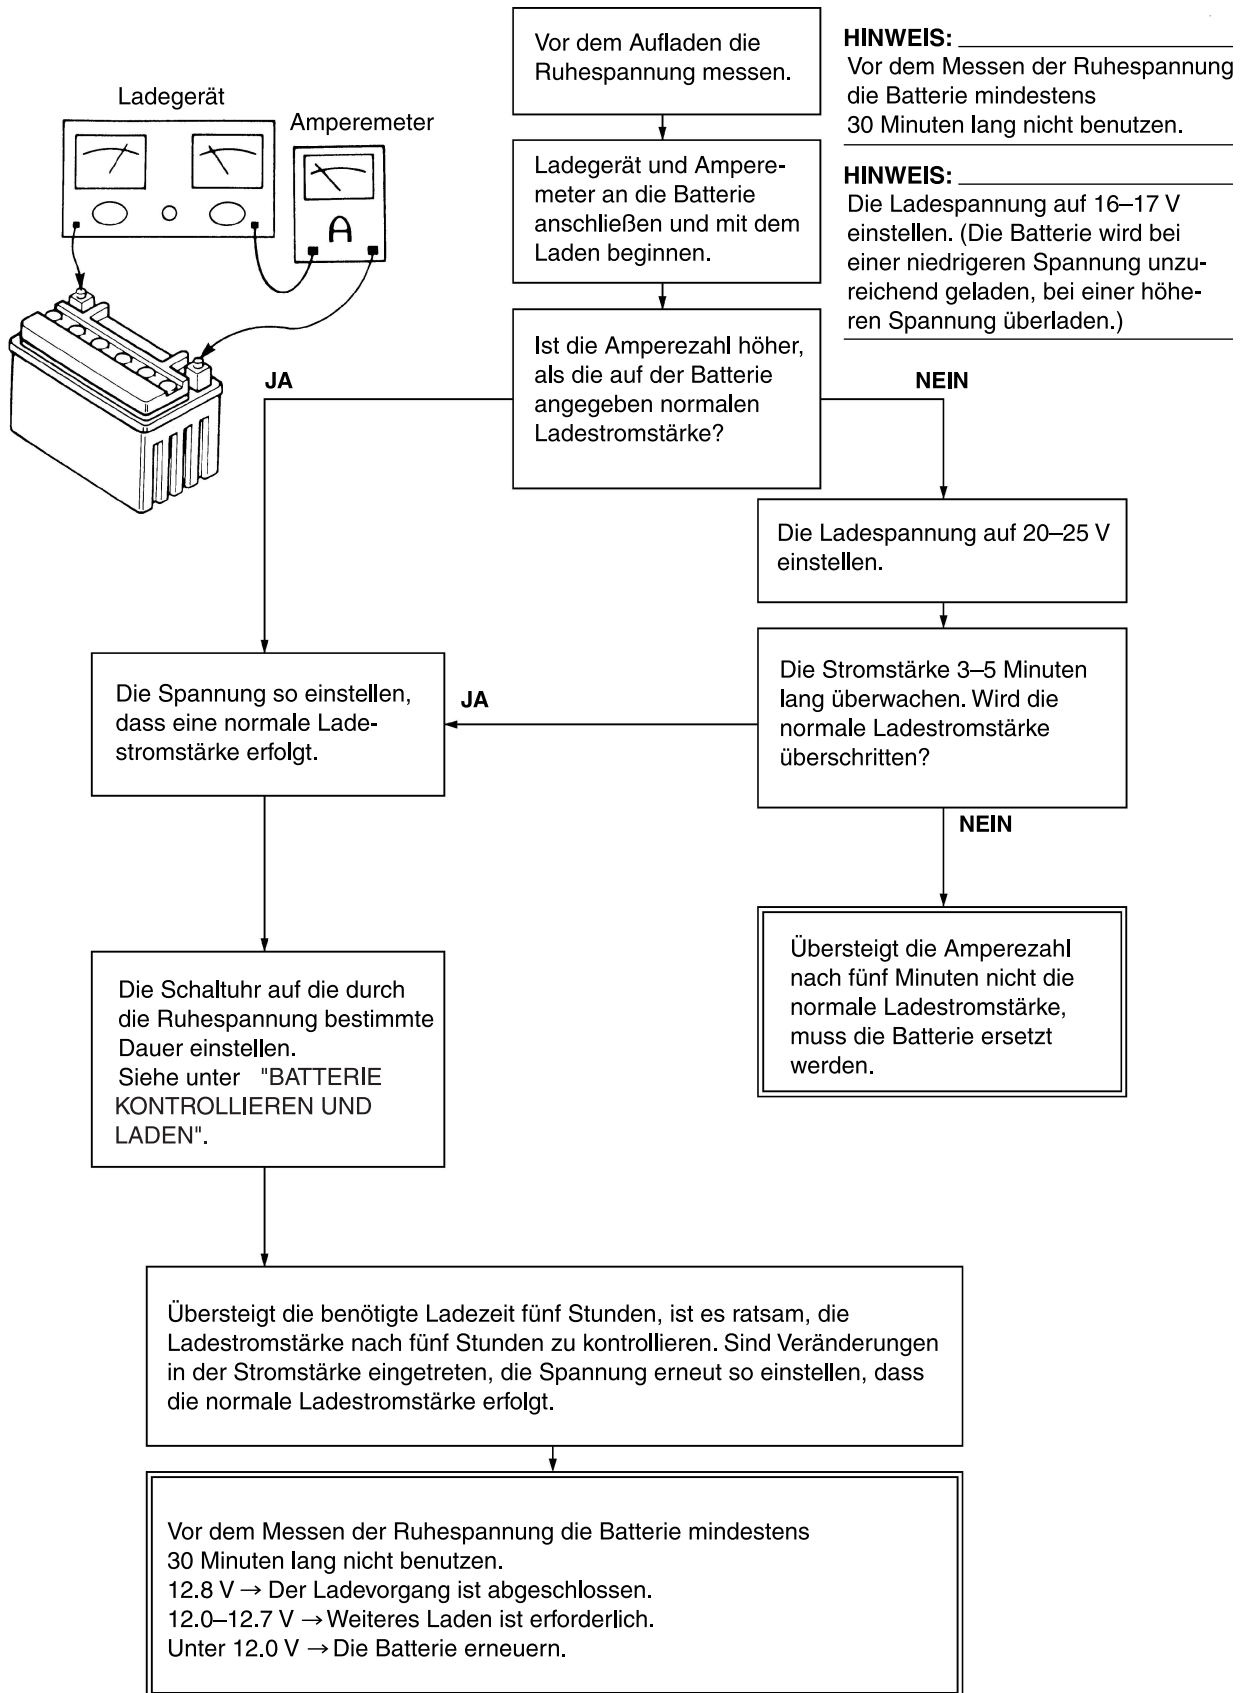 Ladegerät
Amperemeter
Vor dem Aufladen die
Ruhespannung messen.
HINWEIS:
Vor dem Messen der Ruhespannung
die Batterie mindestens
30 Minuten lang nicht benutzen.
Ladegerät und Ampere-
meter an die Batterie
anschließen und mit dem
Laden beginnen.
HINWEIS:
Die Ladespannung auf 16–17 V
einstellen. (Die Batterie wird bei
einer niedrigeren Spannung unzu-
reichend geladen, bei einer höhe-
ren Spannung überladen.)
A
Ist die Amperezahl höher,
als die auf der Batterie
angegeben normalen
Ladestromstärke?
JA
NEIN
Die Ladespannung auf 20–25 V
einstellen.
Die Stromstärke 3–5 Minuten
lang überwachen. Wird die
normale Ladestromstärke
überschritten?
JA
Die Spannung so einstellen,
dass eine normale Lade-
stromstärke erfolgt.
NEIN
Übersteigt die Amperezahl
nach fünf Minuten nicht die
normale Ladestromstärke,
muss die Batterie ersetzt
werden.
Die Schaltuhr auf die durch
die Ruhespannung bestimmte
Dauer einstellen.
Siehe unter "BATTERIE
KONTROLLIEREN UND
LADEN".
Übersteigt die benötigte Ladezeit fünf Stunden, ist es ratsam, die
Ladestromstärke nach fünf Stunden zu kontrollieren. Sind Veränderungen
in der Stromstärke eingetreten, die Spannung erneut so einstellen, dass
die normale Ladestromstärke erfolgt.
Vor dem Messen der Ruhespannung die Batterie mindestens
30 Minuten lang nicht benutzen.
12.8 V → Der Ladevorgang ist abgeschlossen.
12.0–12.7 V → Weiteres Laden ist erforderlich.
Unter 12.0 V → Die Batterie erneuern.